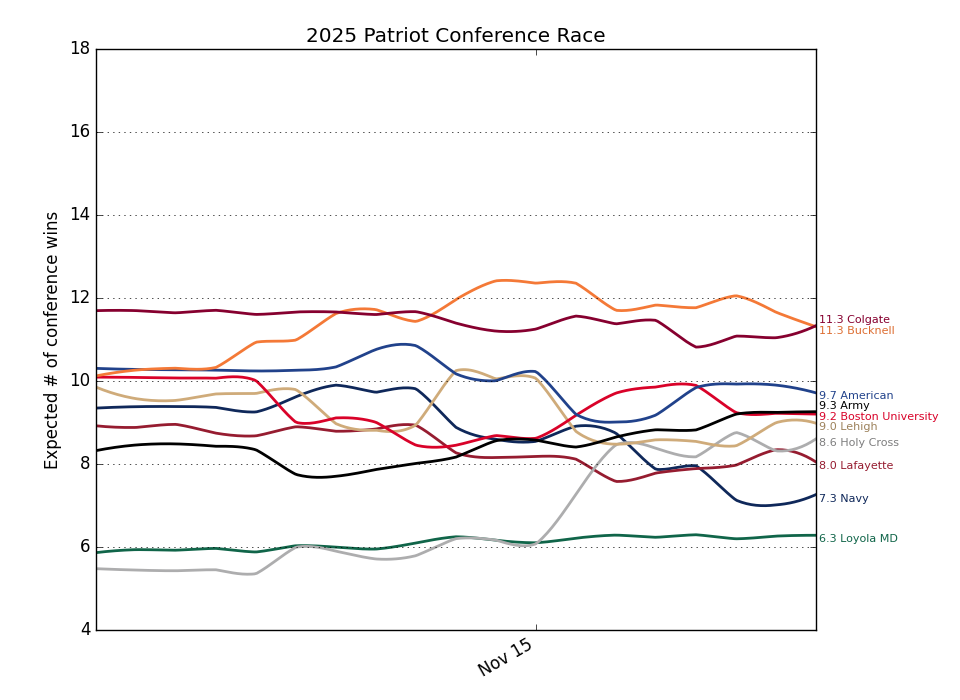 2025 Patriot Conference Race
Expected # of conference wins
18
16
14
12
10
8
6
4
Nov 15
11.3 Colgate
11.3 Bucknell
9.7 American
9.3 Army
9.2 Boston University
9.0 Lehigh
8.6 Holy Cross
8.0 Lafayette
7.3 Navy
6.3 Loyola MD